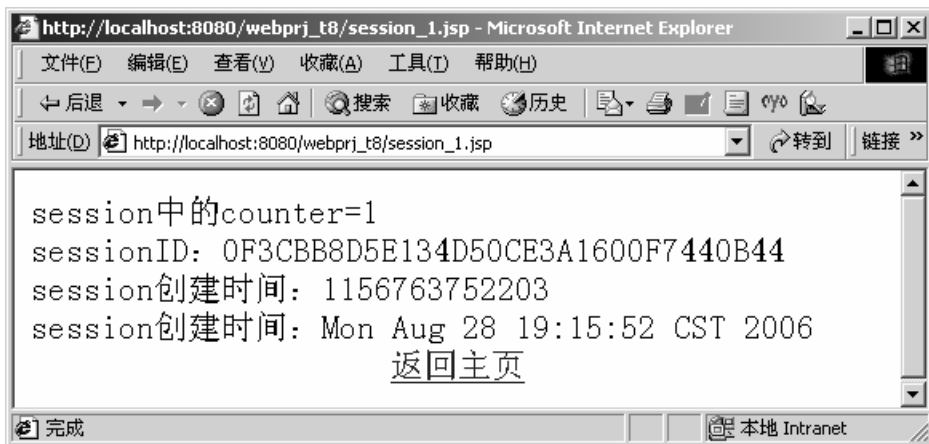 http://localhost:8080/webprj_t8/session_1.jsp - Microsoft Internet Explorer
文件(F) 编辑(E) 查看(V) 收藏(A) 工具(T) 帮助(H)
后退 搜索 收藏 历史
地址(D) http://localhost:8080/webprj_t8/session_1.jsp 转到 链接 »
session中的counter=1
sessionID：0F3CBB8D5E134D50CE3A1600F7440B44
session创建时间：1156763752203
session创建时间：Mon Aug 28 19:15:52 CST 2006
返回主页
完成 本地 Intranet